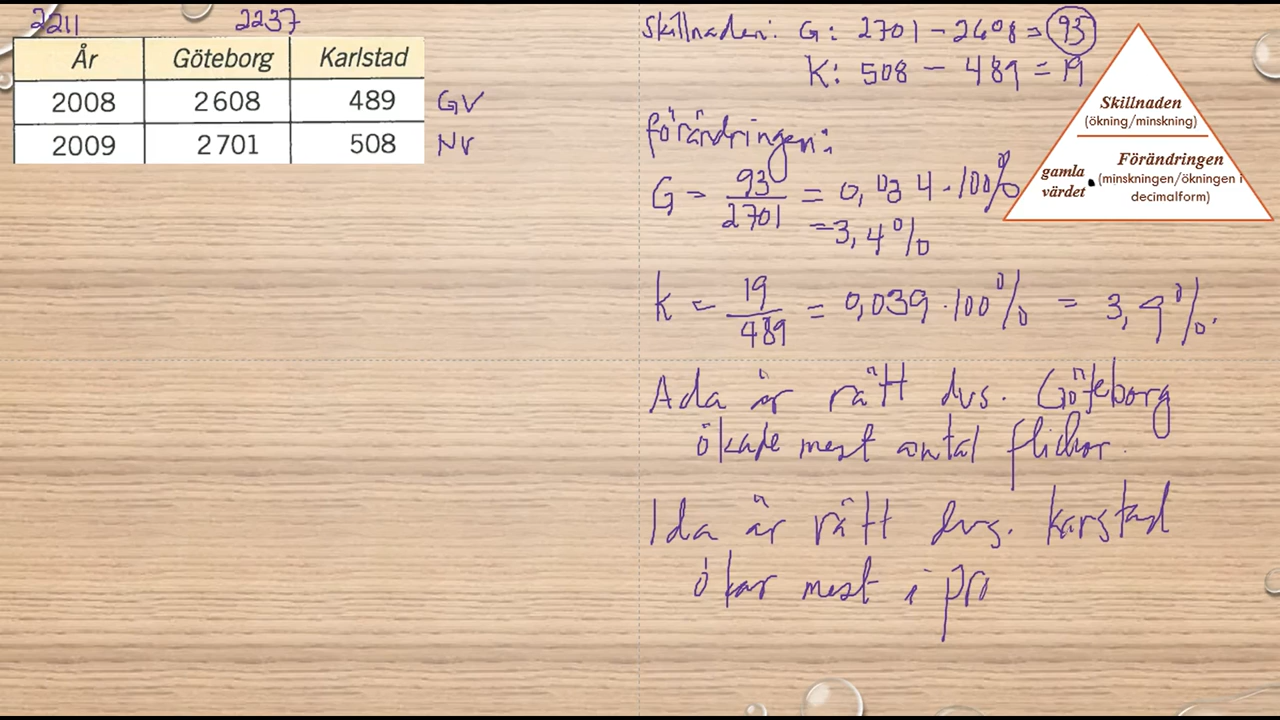 2211 2237
År Göteborg Karlstad
2008 2608 489 GV
2009 2701 508 NV
Skillnaden: G: 2701 - 2608 = 93
K: 508 - 489 = 19
förändringen:
G = 93/2701 = 0,034 · 100%
= 3,4%
K = 19/489 = 0,039 · 100% = 3,9%.
Ada är rätt dvs. Göteborg
ökade mest antal flickor.
Ida är rätt dvs. Karstad
ökar mest i pro
Skillnaden
(ökning/minskning)
gamla värdet
·
Förändringen
(minskningen/ökningen i
decimalform)